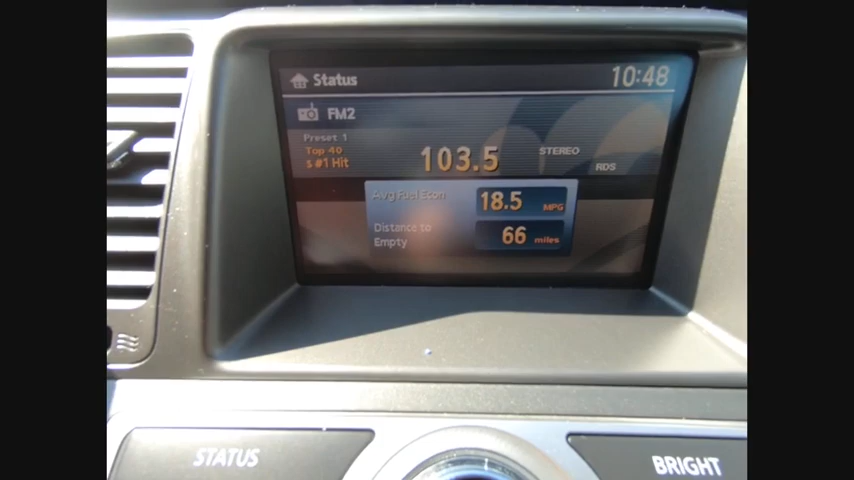 Status 10:48
FM2
Preset 1
Top 40
s #1 Hit
103.5
STEREO
RDS
Avg Fuel Econ 18.5 MPG
Distance to
Empty
66 miles
STATUS
BRIGHT